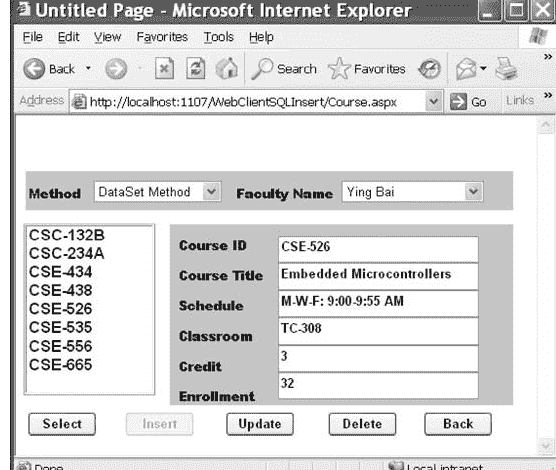 Untitled Page - Microsoft Internet Explorer
File Edit View Favorites Tools Help
Back Search Favorites »
Address http://localhost:1107/WebClientSQLInsert/Course.aspx Go Links »
Method DataSet Method Faculty Name Ying Bai
CSC-132B
CSC-234A
CSE-434
CSE-438
CSE-526
CSE-535
CSE-556
CSE-665
Course ID CSE-526
Course Title Embedded Microcontrollers
Schedule M-W-F: 9:00-9:55 AM
Classroom TC-308
Credit 3
Enrollment 32
Select Insert Update Delete Back
Done Local intranet